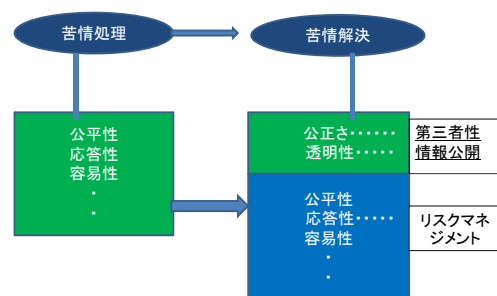 苦情処理
苦情解決
公平性
応答性
容易性
・
・
公正さ・・・・・・
透明性・・・・・
第三者性
情報公開
公平性
応答性・・・・・
容易性
・
・
リスクマネ
ジメント